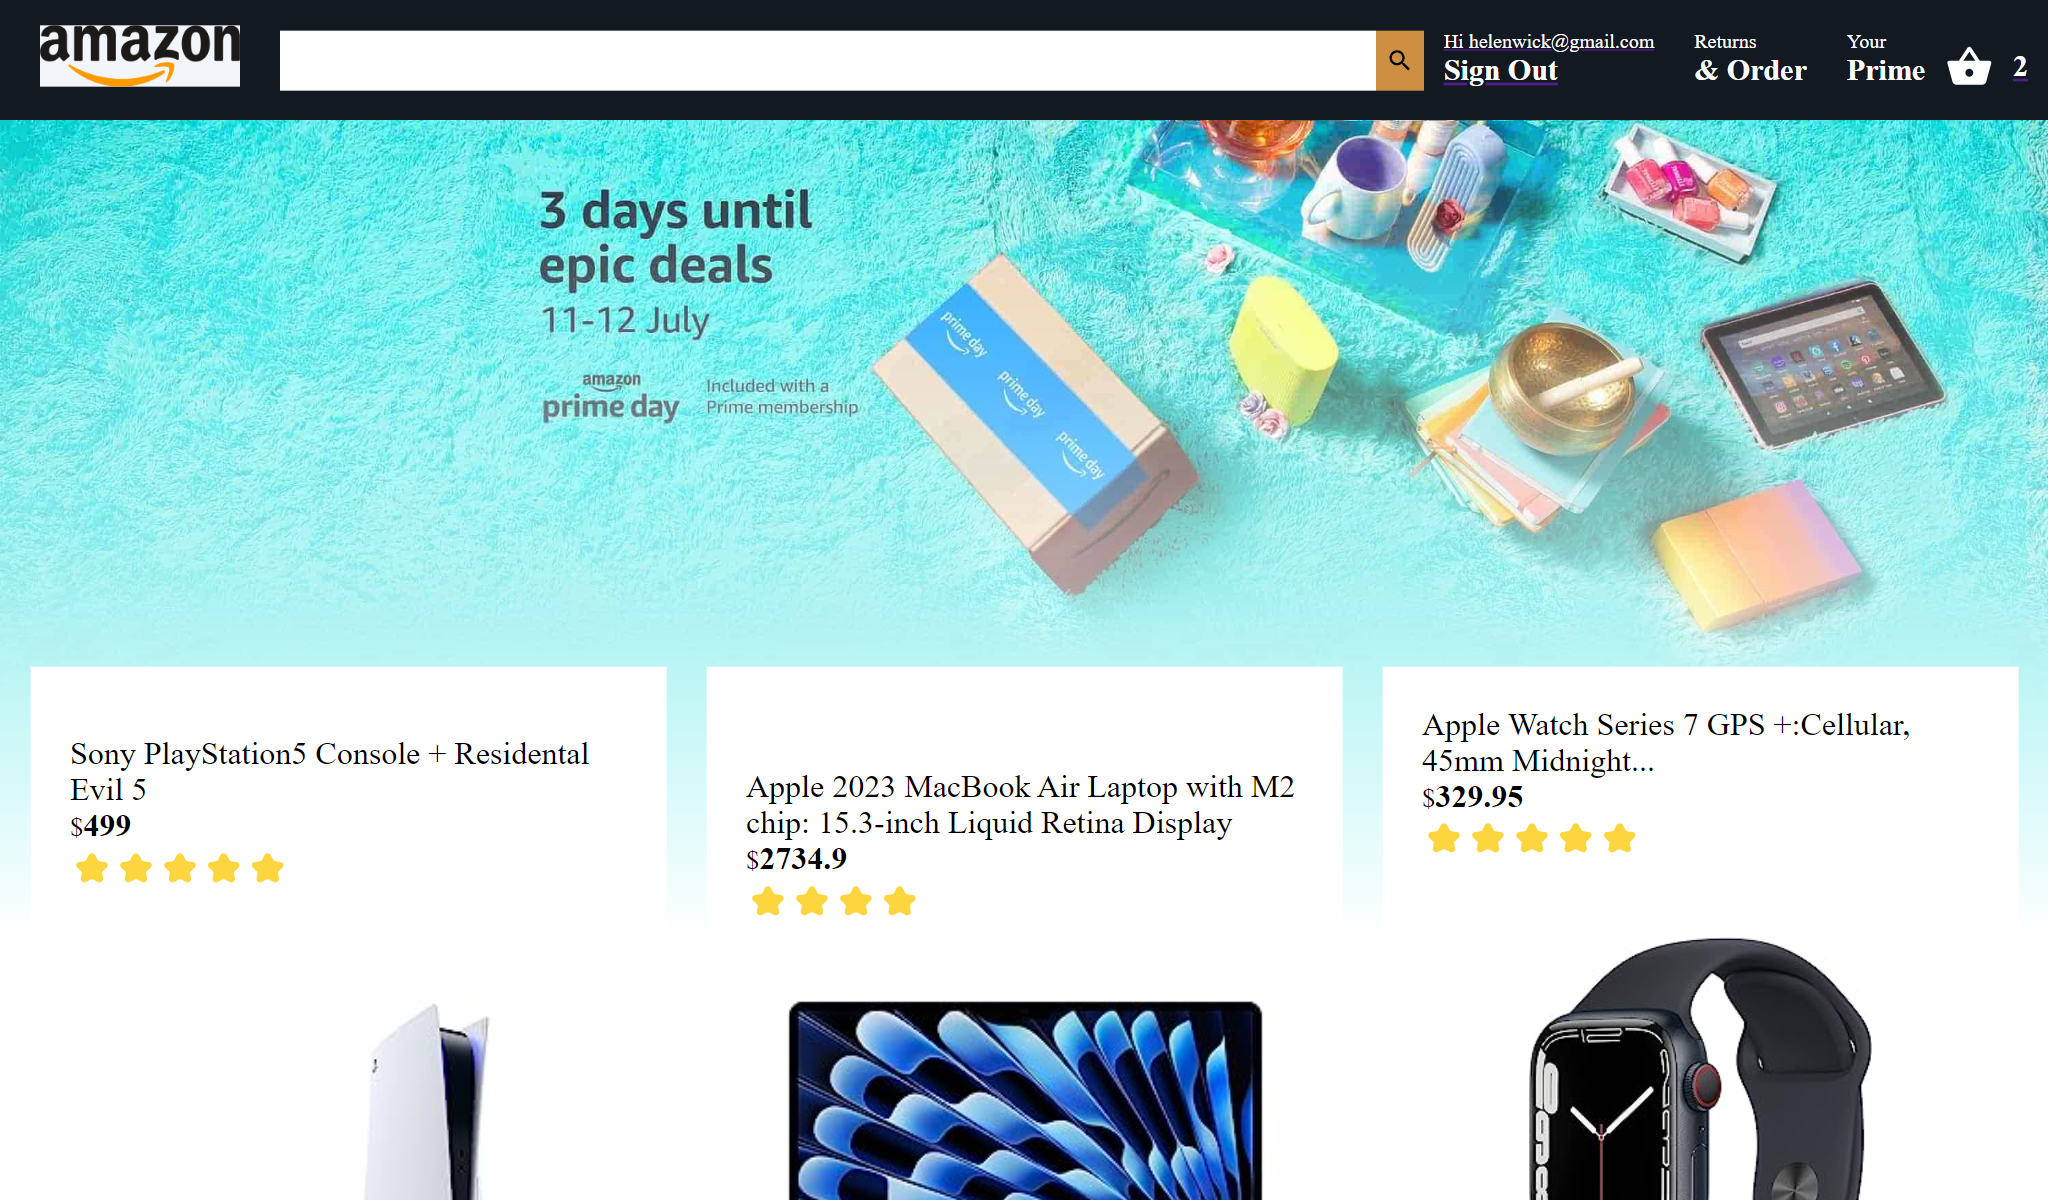 amazon
Hi helenwick@gmail.com
Sign Out
Returns
& Order
Your
Prime
2
3 days until
epic deals
11-12 July
amazon
prime day
Included with a
Prime membership
prime day
prime day
prime day
Sony PlayStation5 Console + Residental
Evil 5
$499
Apple 2023 MacBook Air Laptop with M2
chip: 15.3-inch Liquid Retina Display
$2734.9
Apple Watch Series 7 GPS +:Cellular,
45mm Midnight...
$329.95